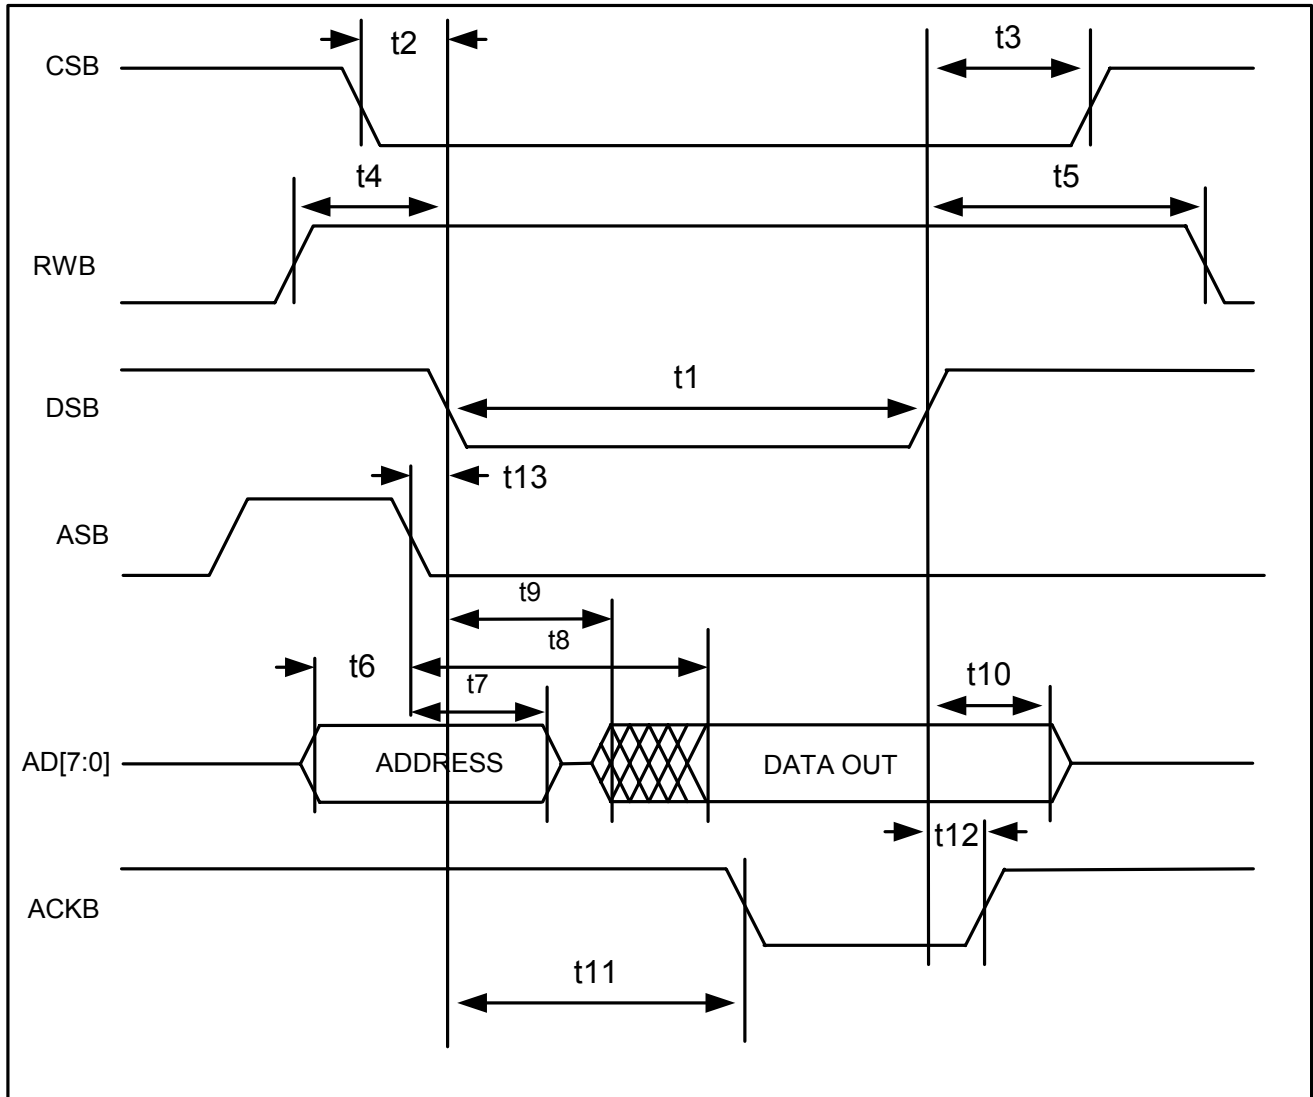 t2
t3
CSB
t4
t5
RWB
t1
DSB
t13
ASB
t9
t8
t6
t7
t10
AD[7:0]
ADDRESS
DATA OUT
t12
ACKB
t11